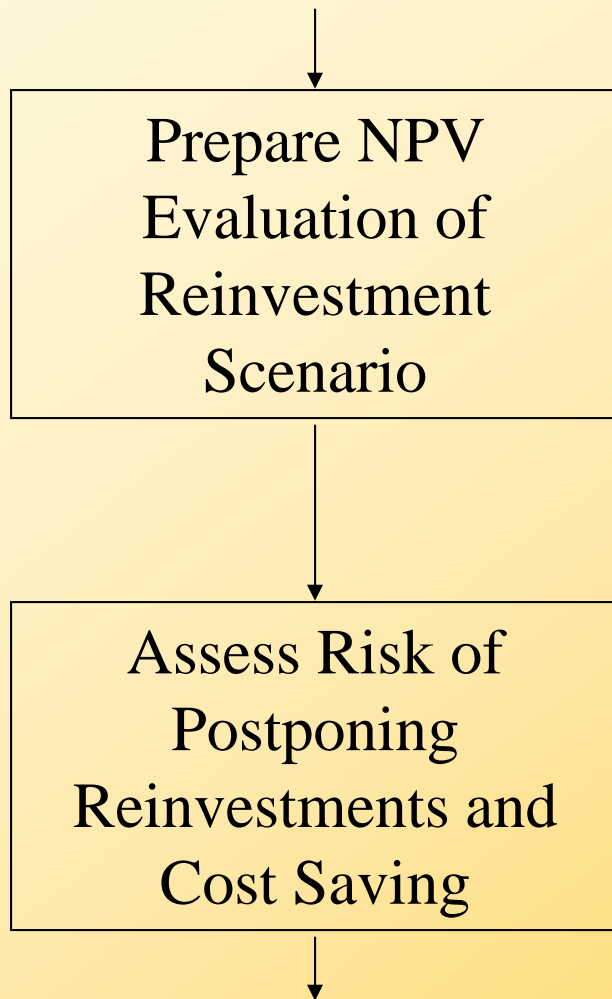 Prepare NPV
Evaluation of
Reinvestment
Scenario
Assess Risk of
Postponing
Reinvestments and
Cost Saving